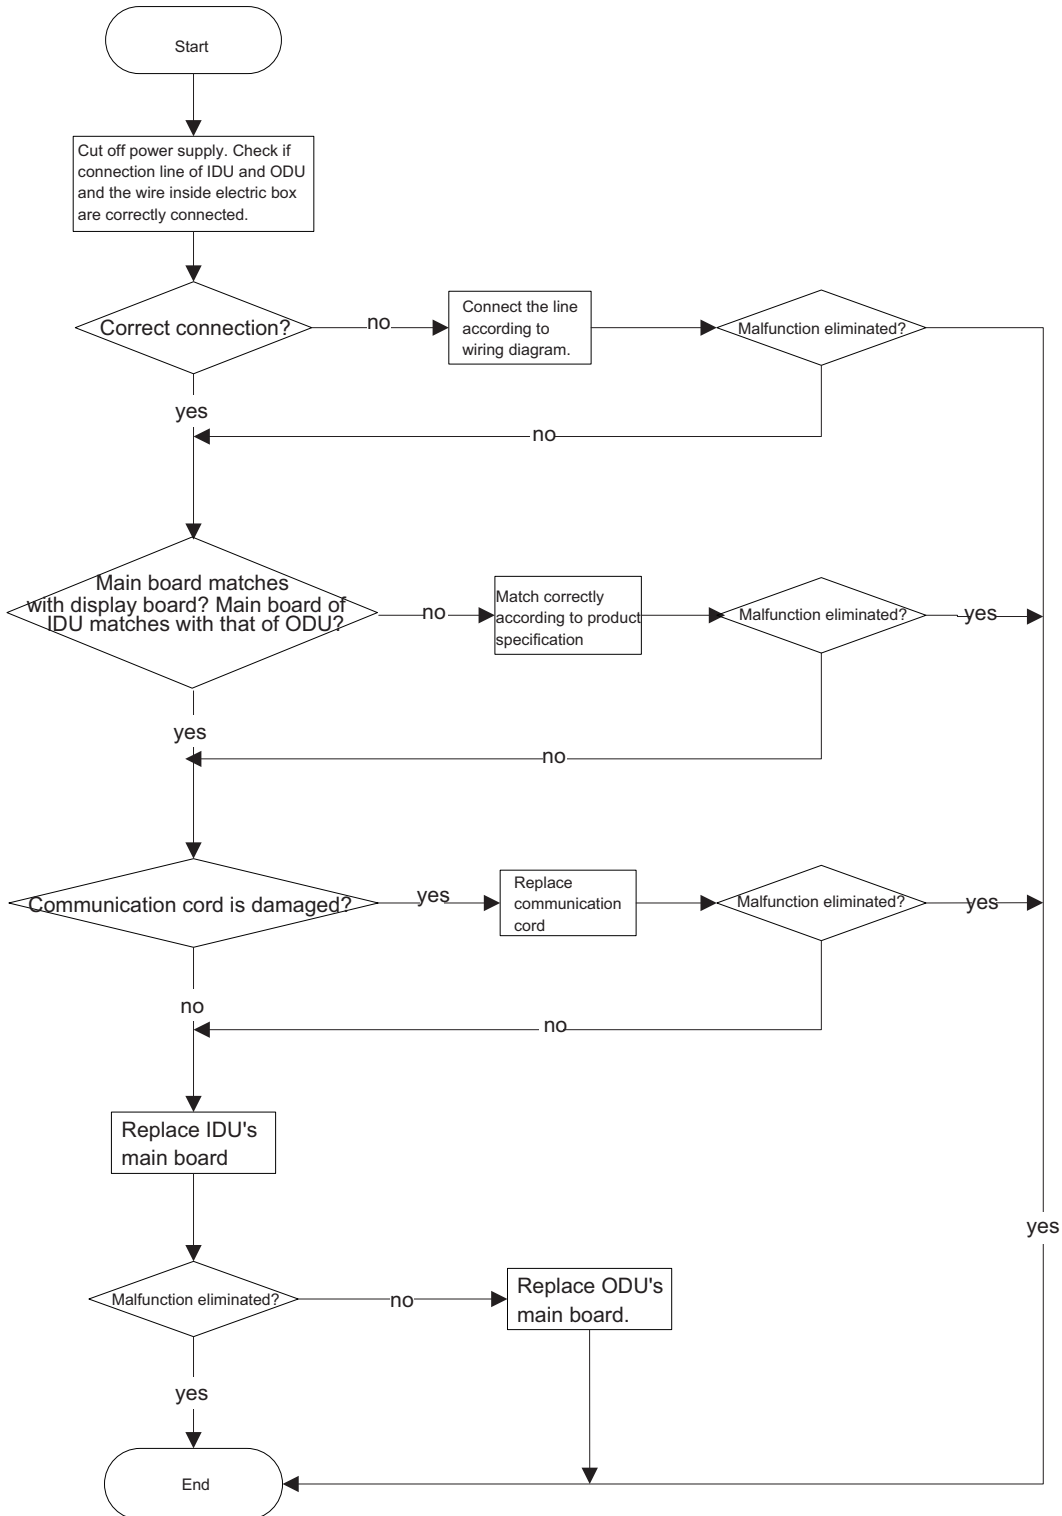 Start
Cut off power supply. Check if
connection line of IDU and ODU
and the wire inside electric box
are correctly connected.
Correct connection?
no
Connect the line
according to
wiring diagram.
Malfunction eliminated?
yes
no
Main board matches
with display board? Main board of
IDU matches with that of ODU?
no
Match correctly
according to product
specification
Malfunction eliminated?
yes
yes
no
Communication cord is damaged?
yes
Replace
communication
cord
Malfunction eliminated?
yes
no
no
Replace IDU's
main board
yes
Malfunction eliminated?
no
Replace ODU's
main board.
yes
End